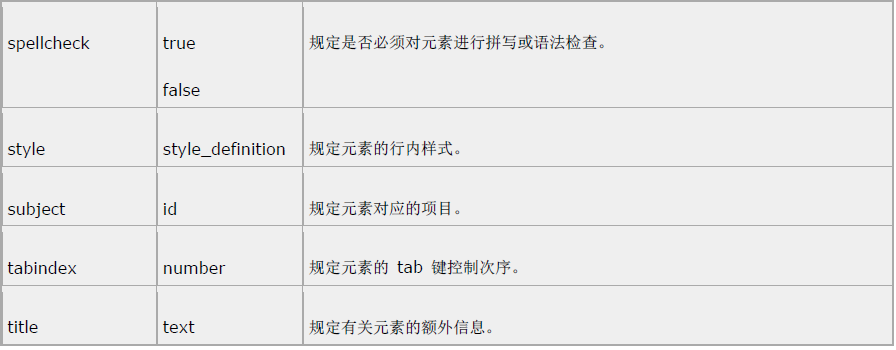 spellcheck true 规定是否必须对元素进行拼写或语法检查。
false
style style_definition 规定元素的行内样式。
subject id 规定元素对应的项目。
tabindex number 规定元素的 tab 键控制次序。
title text 规定有关元素的额外信息。